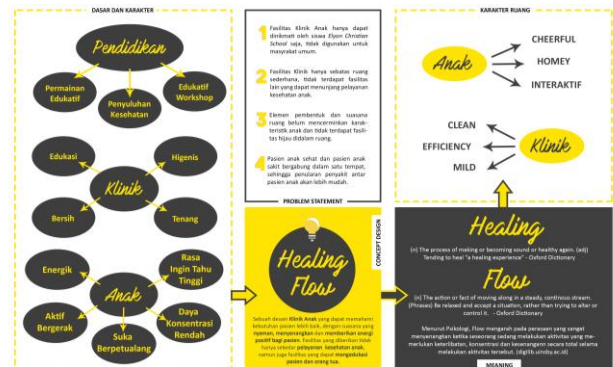 DASAR DAN KARAKTER
Pendidikan
Permainan
Edukatif
Penyuluhan
Kesehatan
Edukatif
Workshop
Edukasi
Higenis
Klinik
Bersih
Tenang
Energik
Rasa
Ingin Tahu
Tinggi
Anak
Aktif
Bergerak
Suka
Berpetualang
Daya
Konsentrasi
Rendah
1 Fasilitas Klinik Anak hanya dapat
dinikmati oleh siswa Elyon Christian
School saja, tidak digunakan untuk
masyrakat umum.
2 Fasilitas Klinik hanya sebatas ruang
sederhana, tidak terdapat fasilitas
lain yang dapat menunjang pelayanan
kesehatan anak.
3 Elemen pembentuk dan suasana
ruang belum mencerminkan karak-
teristik anak dan tidak terdapat fasili-
tas hijau didalam ruang.
4 Pasien anak sehat dan pasien anak
sakit bergabung dalam satu tempat,
sehingga penularan penyakit antar
pasien anak akan lebih mudah.
PROBLEM STATEMENT
CONCEPT DESIGN
Healing
Flow
Sebuah desain Klinik Anak yang dapat memahami
kebutuhan pasien lebih baik, dengan suasana yang
nyaman, menyenangkan dan memberikan energi
positif bagi pasien. Fasilitas yang diberikan tidak
hanya sebatas pelayanan kesehatan anak,
namun juga fasilitas yang dapat mengedukasi
pasien dan orang tua.
KARAKTER RUANG
Anak
CHEERFUL
HOMEY
INTERAKTIF
CLEAN
EFFICIENCY
MILD
Klinik
Healing
(n) The process of making or becoming sound or healthy again. (adj)
Tending to heal "a healing experience" - Oxford Dictionary
Flow
(n) The action or fact of moving along in a steady, continous stream.
(Phrases) Be relaxed and accept a situation, rather than trying to alter or
control it. - Oxford Dictionary
Menurut Psikologi, Flow mengarah pada perasaan yang sangat
menyenangkan ketika seseorang sedang melakukan aktivitas yang me-
merlukan keterlibatan, konsentrasi dan kesenangan secara total selama
melakukan aktivitas tersebut. (digilib.uinsby.ac.id)
MEANING